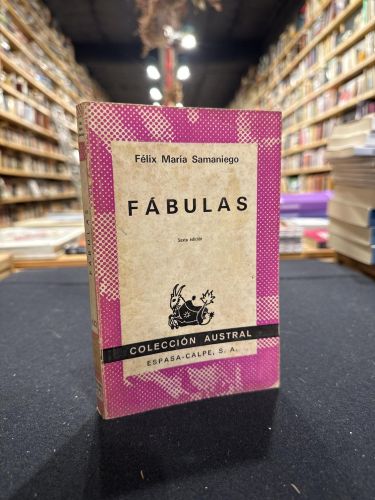 Félix María Samaniego
FÁBULAS
Sexta edición
COLECCIÓN AUSTRAL
ESPASA-CALPE, S. A.